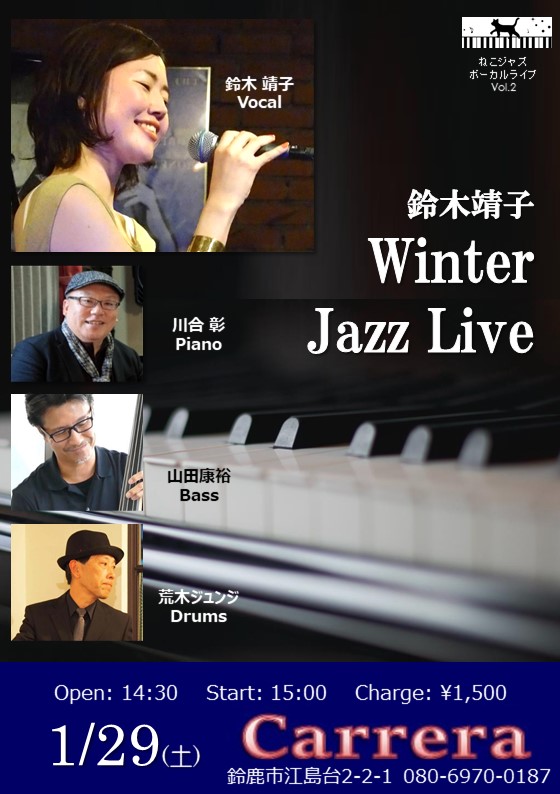 ねこジャズ
ボーカルライブ
Vol.2
鈴木 靖子
Vocal
鈴木靖子
Winter
Jazz Live
川合 彰
Piano
山田康裕
Bass
荒木ジュンジ
Drums
Open: 14:30 Start: 15:00 Charge: ¥1,500
1/29(土) Carrera
鈴鹿市江島台2-2-1 080-6970-0187